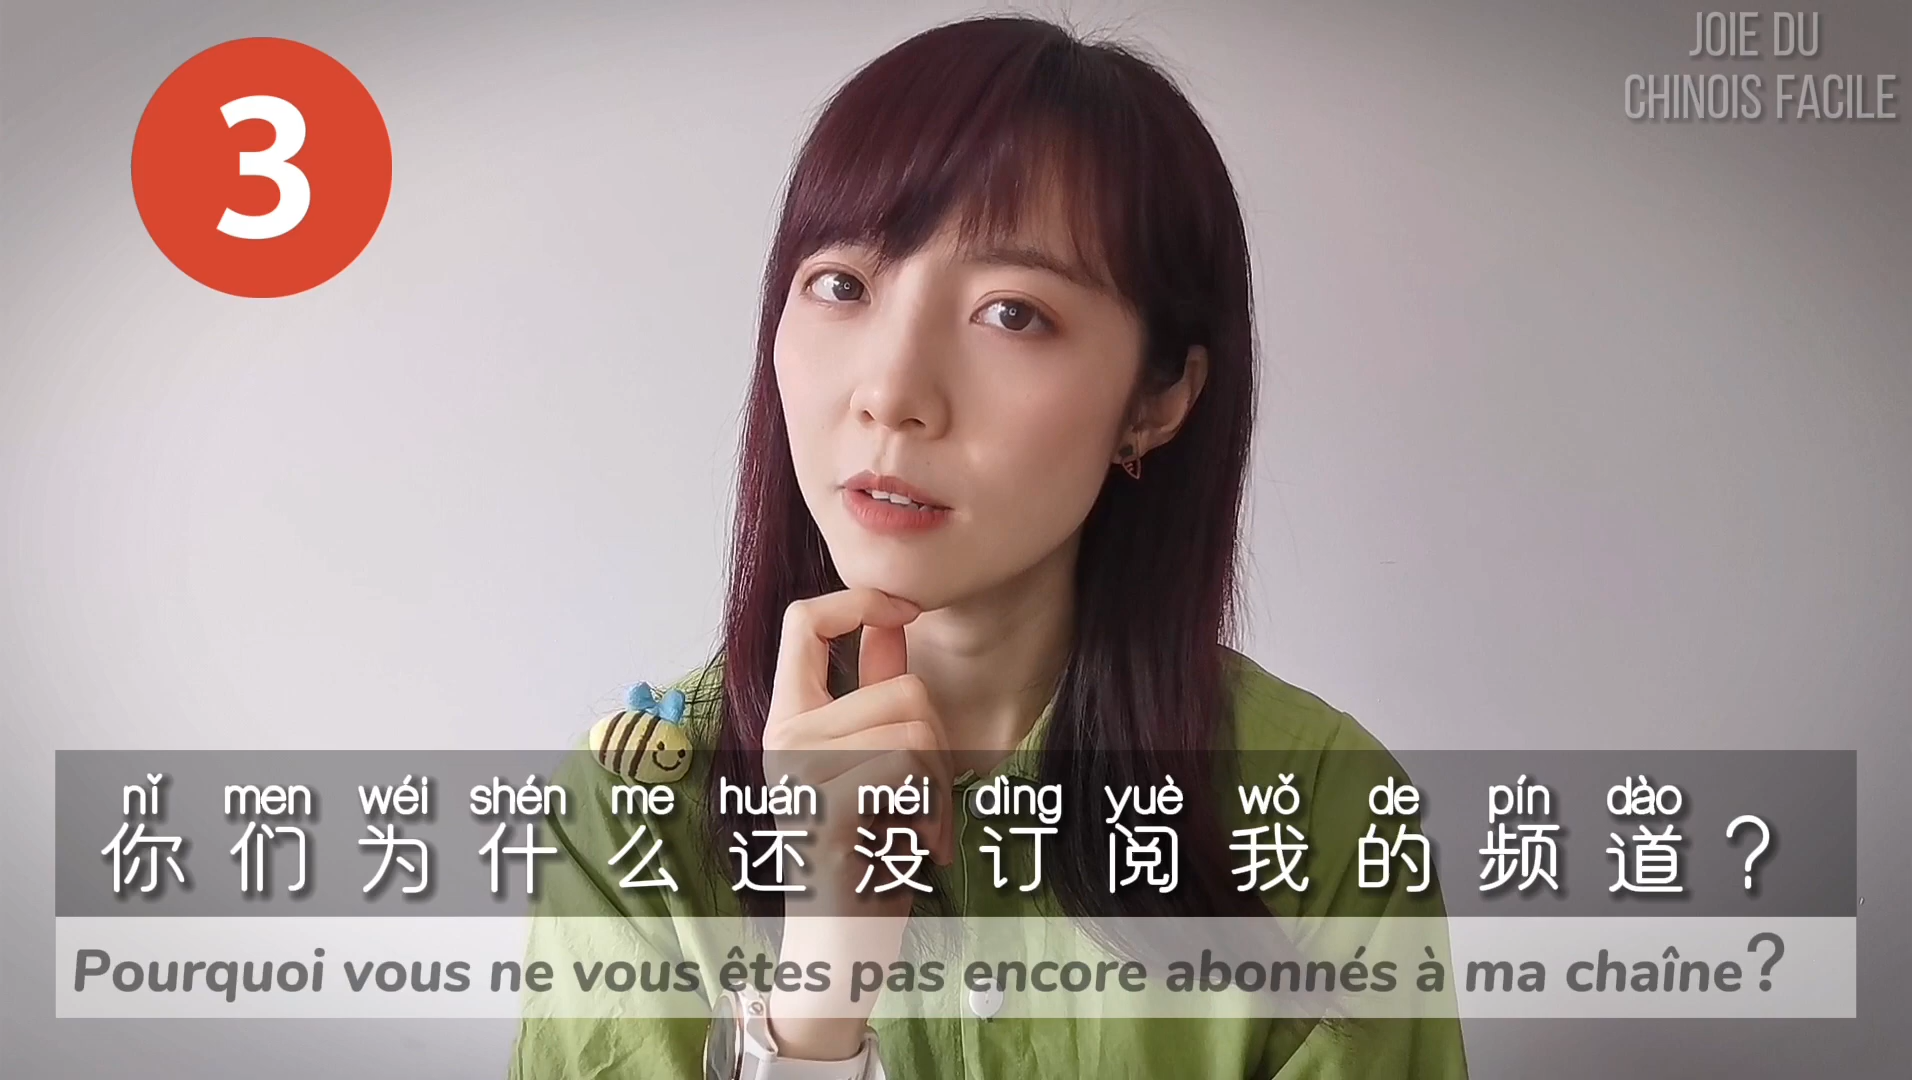 JOIE DU
CHINOIS FACILE
3
nǐ men wéi shén me huán méi dìng yuè wǒ de pín dào
你们为什么还没订阅我的频道？
Pourquoi vous ne vous êtes pas encore abonnés à ma chaîne?